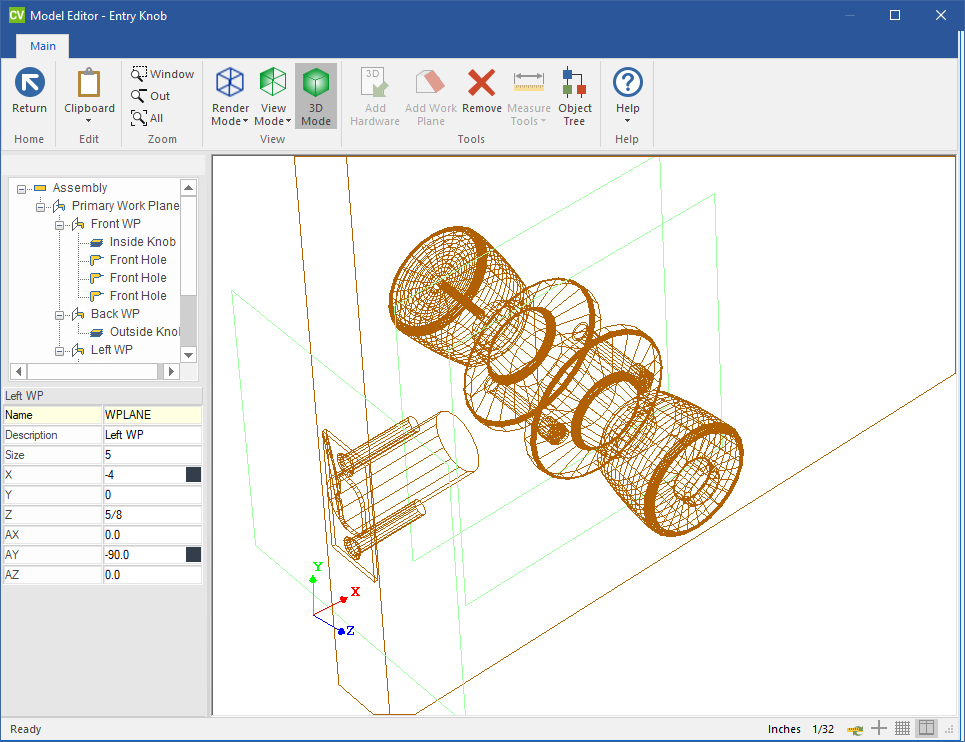 CV Model Editor - Entry Knob
Main
Return
Clipboard
Window
Out
All
Render Mode
View Mode
3D Mode
3D
Add Hardware
Add Work Plane
Remove
Measure Tools
Object Tree
Help
Home
Edit
Zoom
View
Tools
Help
Assembly
Primary Work Plane
Front WP
Inside Knob
Front Hole
Front Hole
Front Hole
Back WP
Outside Kno
Left WP
Left WP
Name WPLANE
Description Left WP
Size 5
X -4
Y 0
Z 5/8
AX 0.0
AY -90.0
AZ 0.0
Y
X
Z
Ready
Inches 1/32